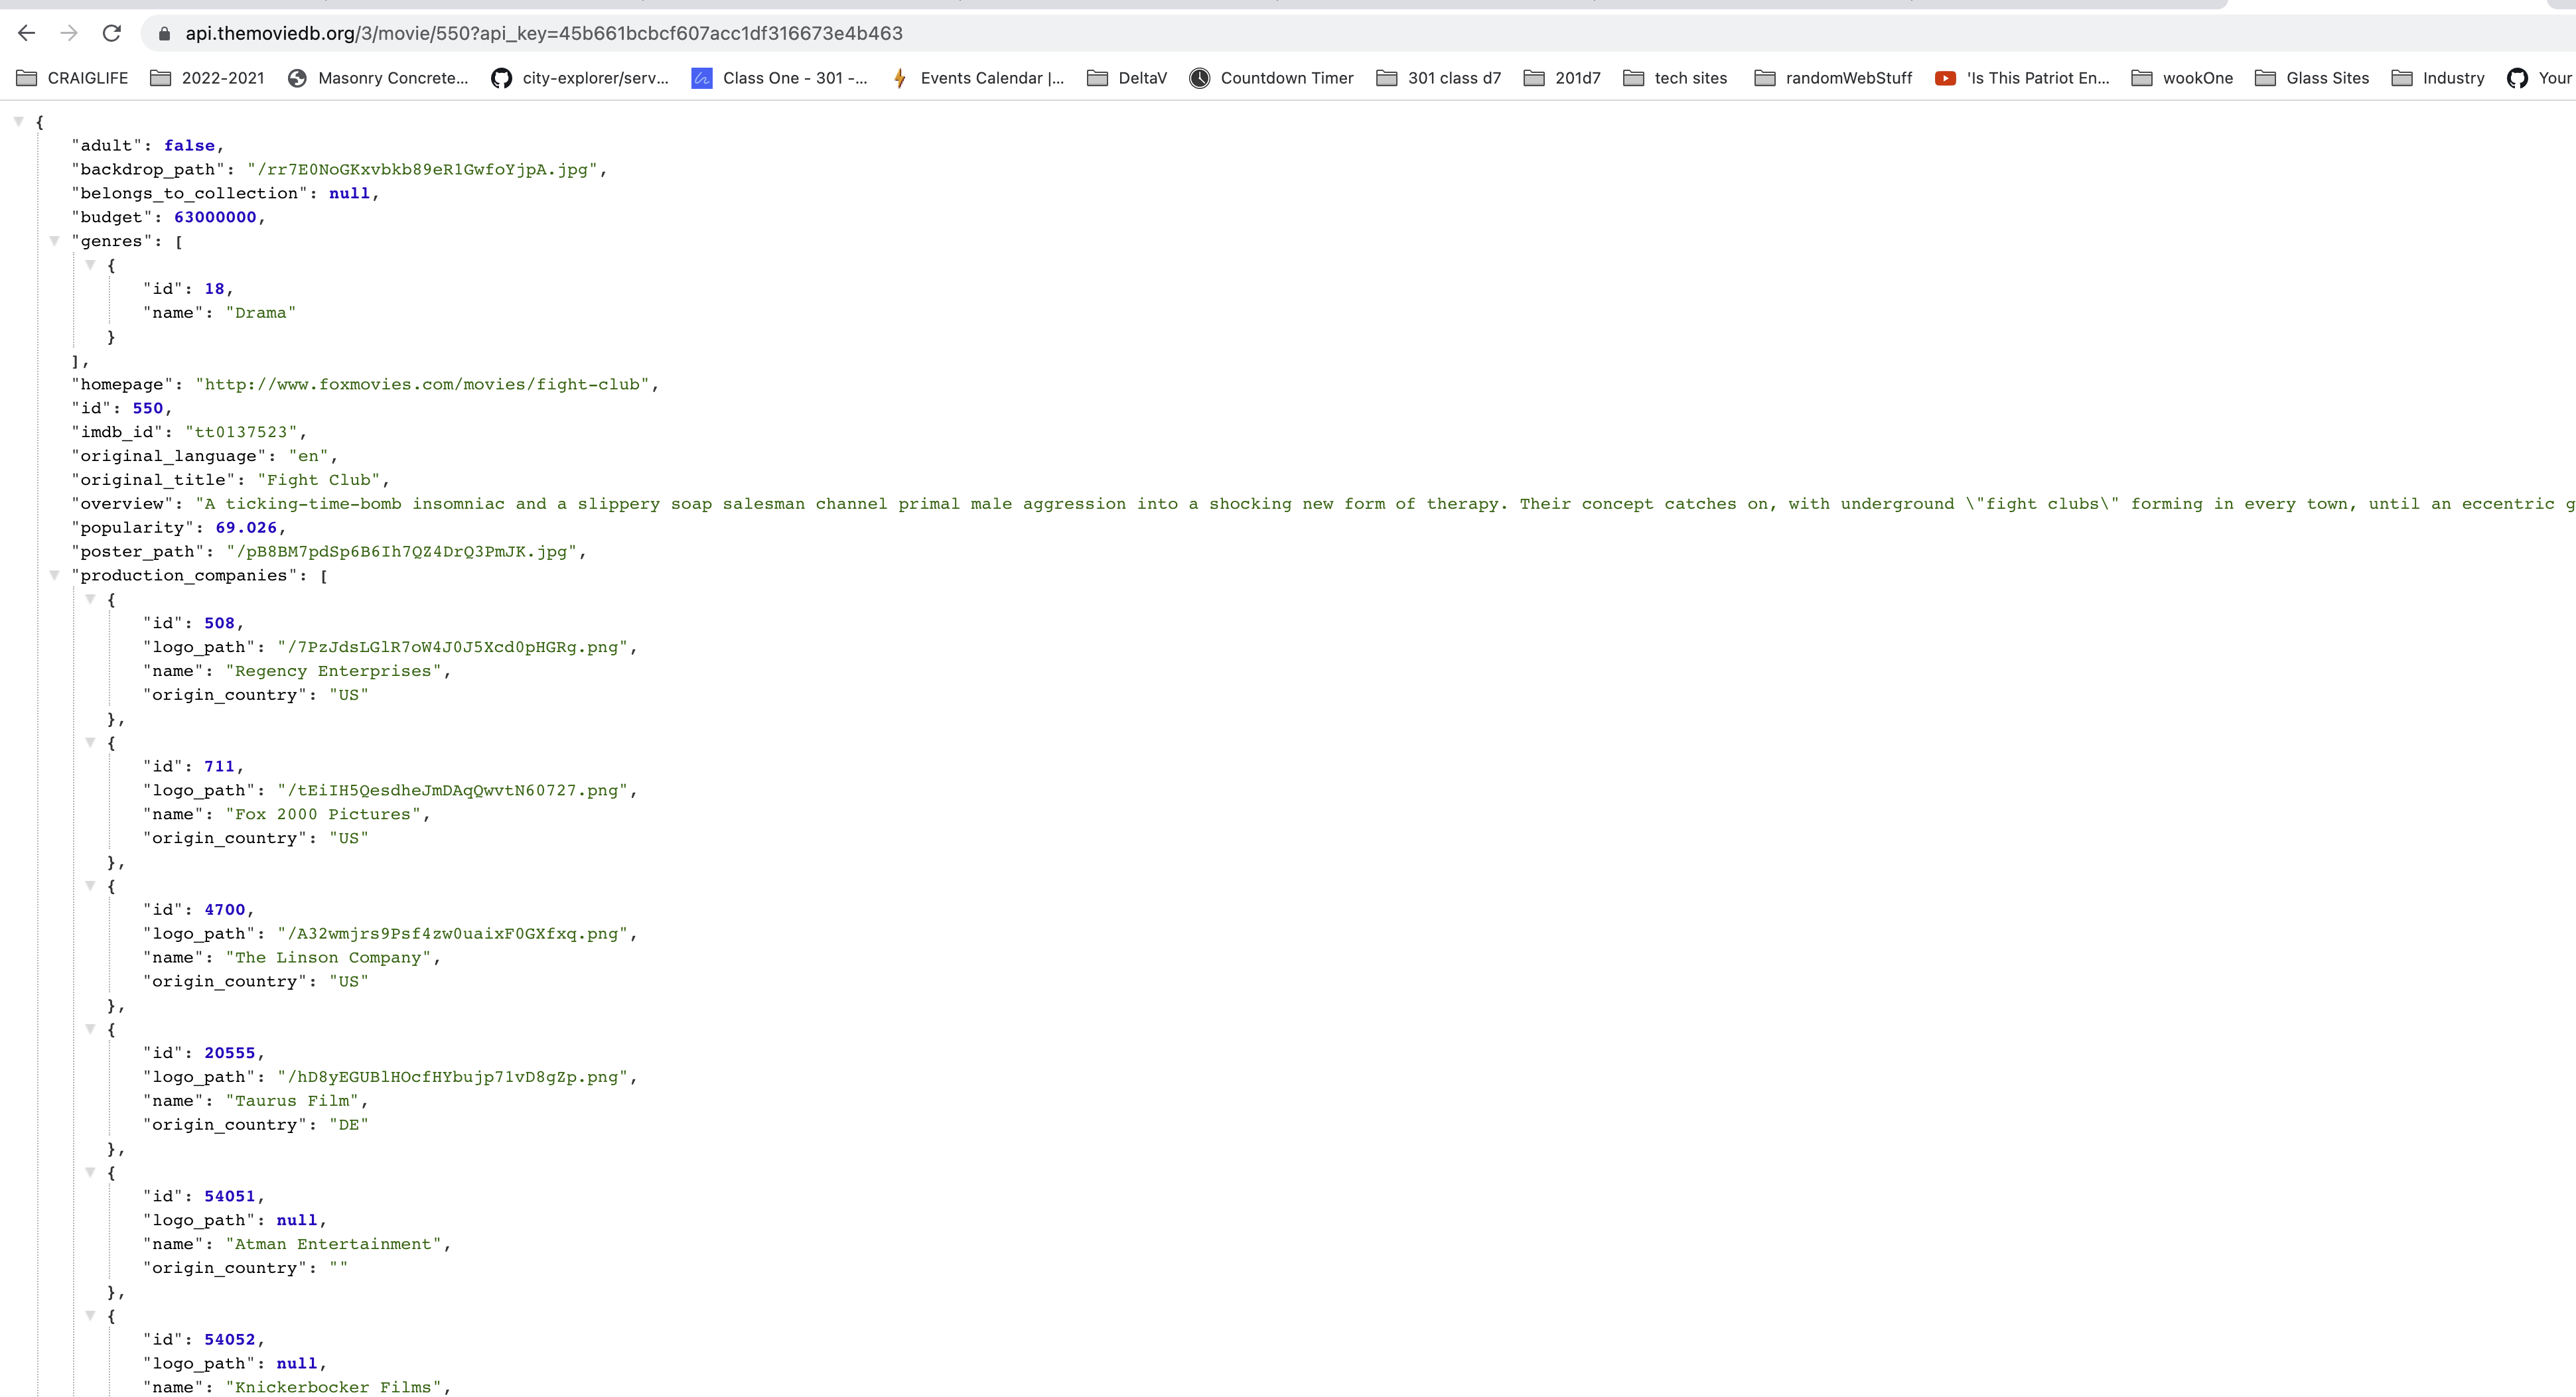 api.themoviedb.org/3/movie/550?api_key=45b661bcbcf607acc1df316673e4b463
CRAIGLIFE 2022-2021 Masonry Concrete... city-explorer/serv... Class One - 301 -... Events Calendar |... DeltaV Countdown Timer 301 class d7 201d7 tech sites randomWebStuff 'Is This Patriot En... wookOne Glass Sites Industry Your
{
"adult": false,
"backdrop_path": "/rr7E0NoGKxvbkb89eR1GwfoYjpA.jpg",
"belongs_to_collection": null,
"budget": 63000000,
"genres": [
{
"id": 18,
"name": "Drama"
}
],
"homepage": "http://www.foxmovies.com/movies/fight-club",
"id": 550,
"imdb_id": "tt0137523",
"original_language": "en",
"original_title": "Fight Club",
"overview": "A ticking-time-bomb insomniac and a slippery soap salesman channel primal male aggression into a shocking new form of therapy. Their concept catches on, with underground \"fight clubs\" forming in every town, until an eccentric g
"popularity": 69.026,
"poster_path": "/pB8BM7pdSp6B6Ih7QZ4DrQ3PmJK.jpg",
"production_companies": [
{
"id": 508,
"logo_path": "/7PzJdsLGlR7oW4J0J5Xcd0pHGRg.png",
"name": "Regency Enterprises",
"origin_country": "US"
},
{
"id": 711,
"logo_path": "/tEiIH5QesdheJmDAqQwvtN60727.png",
"name": "Fox 2000 Pictures",
"origin_country": "US"
},
{
"id": 4700,
"logo_path": "/A32wmjrs9Psf4zw0uaixF0GXfxq.png",
"name": "The Linson Company",
"origin_country": "US"
},
{
"id": 20555,
"logo_path": "/hD8yEGUBlHOcfHYbujp71vD8gZp.png",
"name": "Taurus Film",
"origin_country": "DE"
},
{
"id": 54051,
"logo_path": null,
"name": "Atman Entertainment",
"origin_country": ""
},
{
"id": 54052,
"logo_path": null,
"name": "Knickerbocker Films",